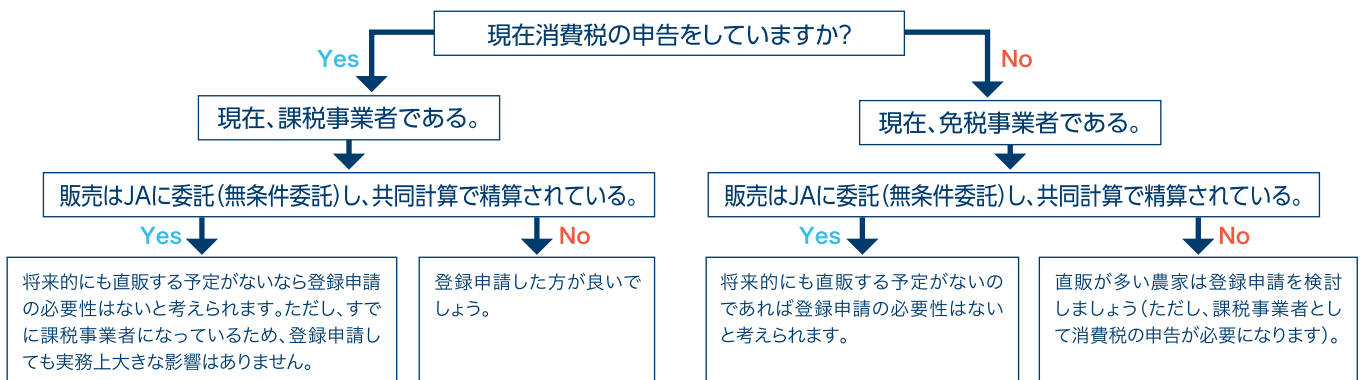 現在消費税の申告をしていますか?
Yes
No
現在、課税事業者である。
現在、免税事業者である。
販売はJAに委託（無条件委託）し、共同計算で精算されている。
販売はJAに委託（無条件委託）し、共同計算で精算されている。
Yes
No
Yes
No
将来的にも直販する予定がないなら登録申請
の必要性はないと考えられます。ただし、すで
に課税事業者になっているため、登録申請し
ても実務上大きな影響はありません。
登録申請した方が良いで
しょう。
将来的にも直販する予定がないの
であれば登録申請の必要性はない
と考えられます。
直販が多い農家は登録申請を検討
しましょう（ただし、課税事業者とし
て消費税の申告が必要になります）。